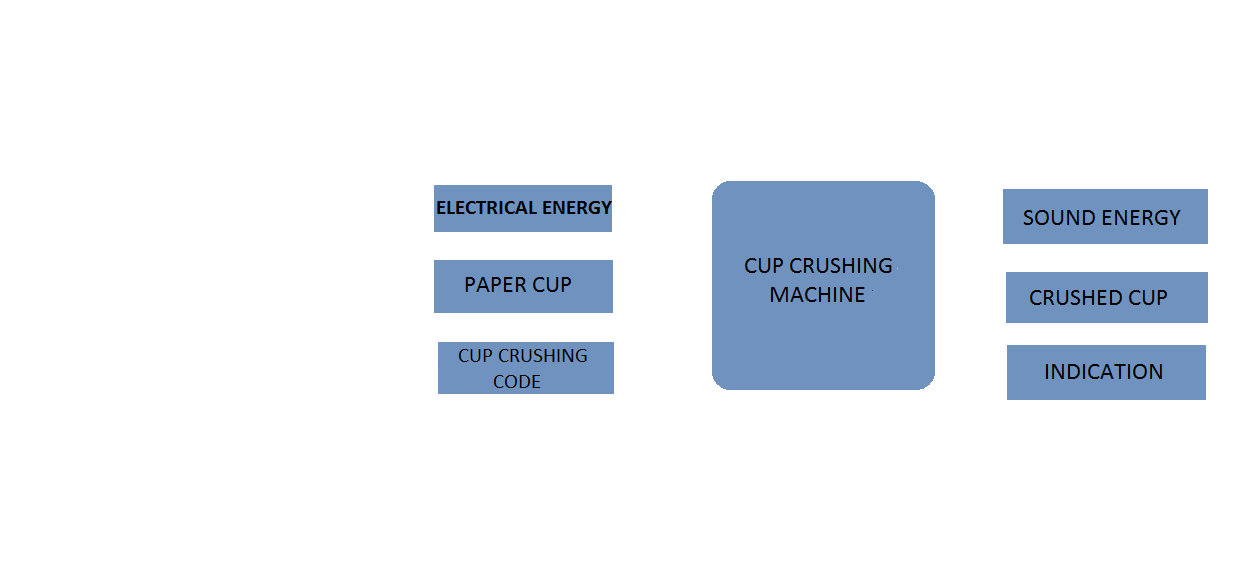 ELECTRICAL ENERGY
PAPER CUP
CUP CRUSHING
CODE
CUP CRUSHING
MACHINE
SOUND ENERGY
CRUSHED CUP
INDICATION